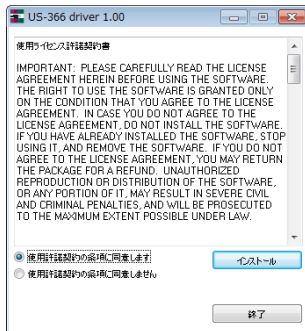 US-366 driver 1.00
使用ライセンス許諾契約書
IMPORTANT: PLEASE CAREFULLY READ THE LICENSE
AGREEMENT HEREIN BEFORE USING THE SOFTWARE.
THE RIGHT TO USE THE SOFTWARE IS GRANTED ONLY
ON THE CONDITION THAT YOU AGREE TO THE LICENSE
AGREEMENT. IN CASE YOU DO NOT AGREE TO THE
LICENSE AGREEMENT, DO NOT INSTALL THE SOFTWARE.
IF YOU HAVE ALREADY INSTALLED THE SOFTWARE, STOP
USING IT, AND REMOVE THE SOFTWARE. IF YOU DO NOT
AGREE TO THE LICENSE AGREEMENT, YOU MAY RETURN
THE PACKAGE FOR A REFUND. UNAUTHORIZED
REPRODUCTION OR DISTRIBUTION OF THE SOFTWARE,
OR ANY PORTION OF IT, MAY RESULT IN SEVERE CIVIL
AND CRIMINAL PENALTIES, AND WILL BE PROSECUTED
TO THE MAXIMUM EXTENT POSSIBLE UNDER LAW.
使用許諾契約の条項に同意します
インストール
使用許諾契約の条項に同意しません
終了